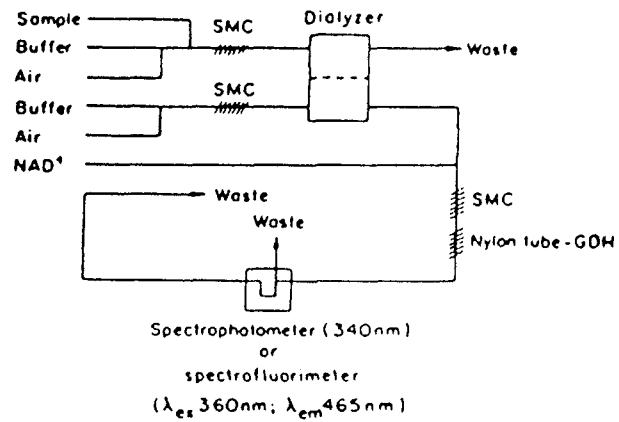 Sample
SMC
Dialyzer
Buffer
Waste
Air
SMC
Buffer
Air
NAD+
Waste
SMC
Waste
Nylon tube-GDH
Spectrophotometer (340nm)
or
spectrofluorimeter
(λex 360nm; λem 465nm)